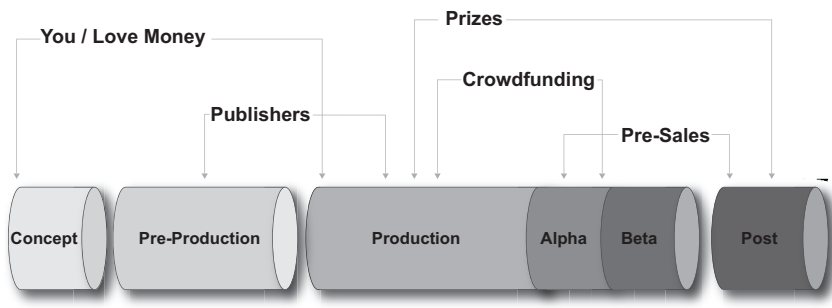 Prizes
You / Love Money
Crowdfunding
Publishers
Pre-Sales
Concept
Pre-Production
Production
Alpha
Beta
Post